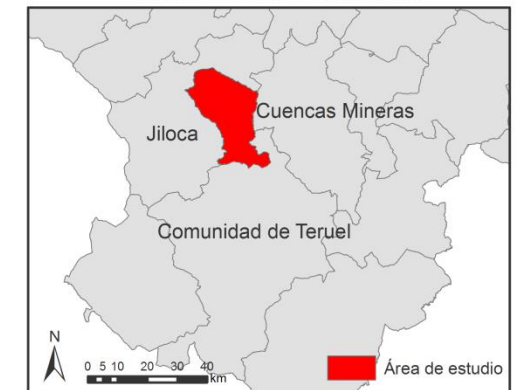 Cuencas Mineras
Jiloca
Comunidad de Teruel
N
0 5 10 20 30 40
km
Área de estudio